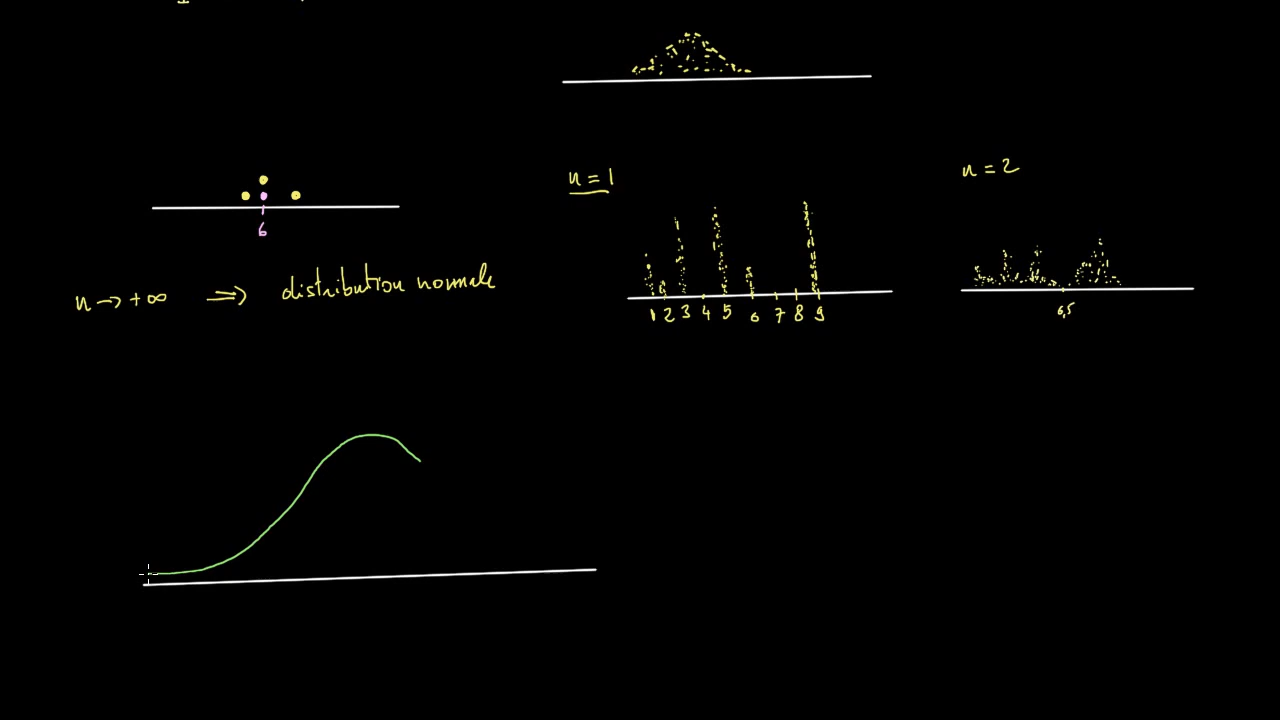 n = 1
n = 2
6
n → +∞ ⇒ distribution normale
1 2 3 4 5 6 7 8 9
6,5